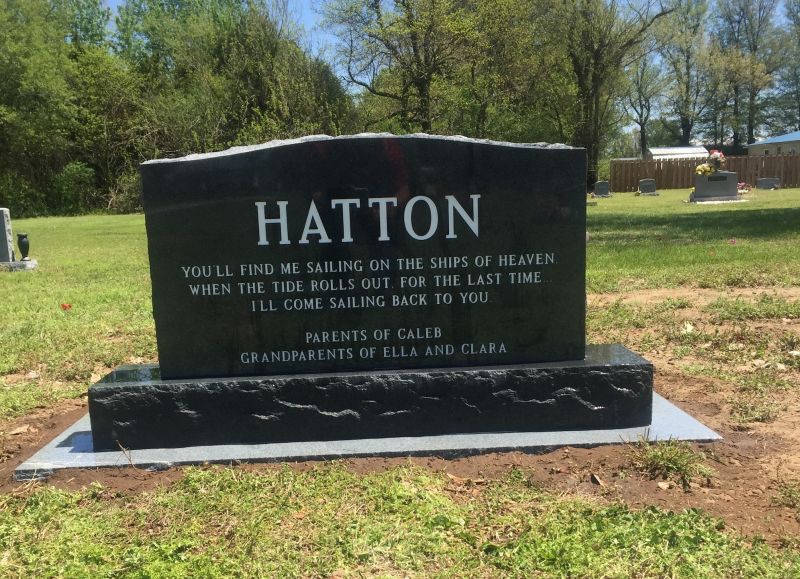 HATTON
YOU'LL FIND ME SAILING ON THE SHIPS OF HEAVEN.
WHEN THE TIDE ROLLS OUT, FOR THE LAST TIME...
I'LL COME SAILING BACK TO YOU.
PARENTS OF CALEB
GRANDPARENTS OF ELLA AND CLARA